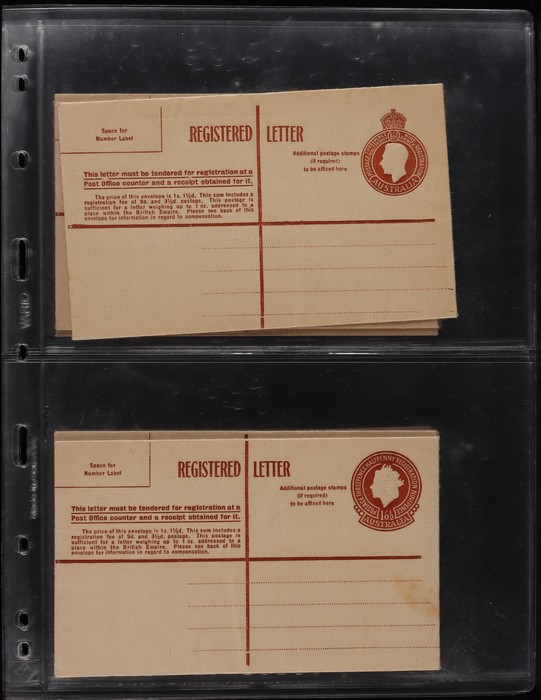 Space for
Number Label
REGISTERED LETTER
Additional postage stamps
(if required)
to be affixed here
AUSTRALIA
This letter must be tendered for registration at a
Post Office counter and a receipt obtained for it.
The price of this envelope is 1s. 1½d. This sum includes a
registration fee of 9d. and 3½d. postage. This postage is
sufficient for a letter weighing up to 1 oz. addressed to a
place within the British Empire. Please see back of this
envelope for information in regard to compensation.
VARIO
Space for
Number Label
REGISTERED LETTER
Additional postage stamps
(if required)
to be affixed here
HALFPENNY REGISTRATION
10½d
AUSTRALIA
This letter must be tendered for registration at a
Post Office counter and a receipt obtained for it.
The price of this envelope is 1s. 1½d. This sum includes a
registration fee of 9d. and 3½d. postage. This postage is
sufficient for a letter weighing up to 1 oz. addressed to a
place within the British Empire. Please see back of this
envelope for information in regard to compensation.